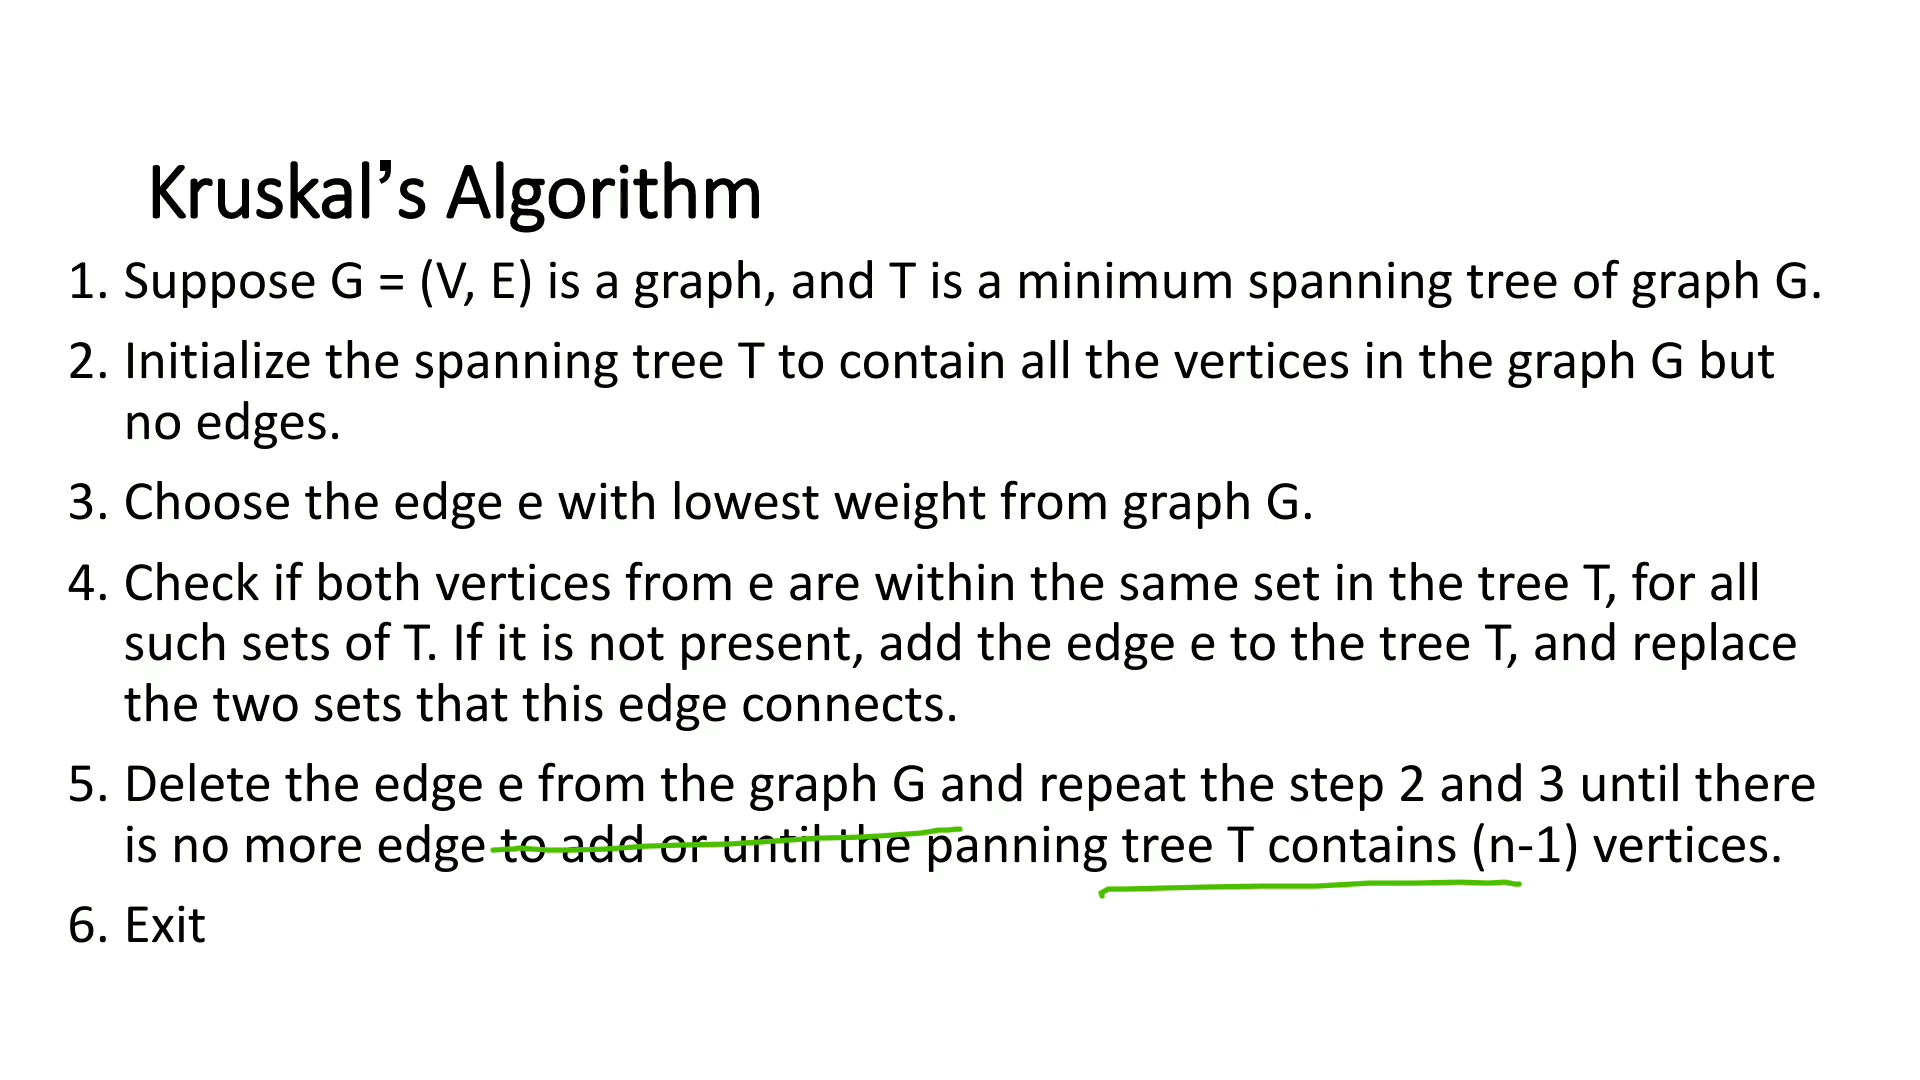 Kruskal’s Algorithm
1. Suppose G = (V, E) is a graph, and T is a minimum spanning tree of graph G.
2. Initialize the spanning tree T to contain all the vertices in the graph G but
no edges.
3. Choose the edge e with lowest weight from graph G.
4. Check if both vertices from e are within the same set in the tree T, for all
such sets of T. If it is not present, add the edge e to the tree T, and replace
the two sets that this edge connects.
5. Delete the edge e from the graph G and repeat the step 2 and 3 until there
is no more edge to add or until the panning tree T contains (n-1) vertices.
6. Exit